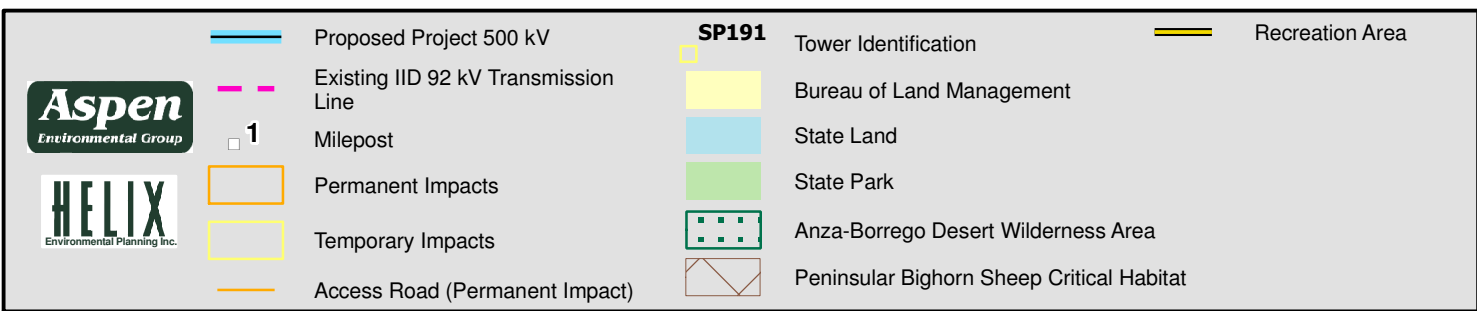 Aspen
Environmental Group
HELIX
Environmental Planning Inc.
Proposed Project 500 kV
Existing IID 92 kV Transmission
Line
1
Milepost
Permanent Impacts
Temporary Impacts
Access Road (Permanent Impact)
SP191
Tower Identification
Bureau of Land Management
State Land
State Park
Anza-Borrego Desert Wilderness Area
Peninsular Bighorn Sheep Critical Habitat
Recreation Area